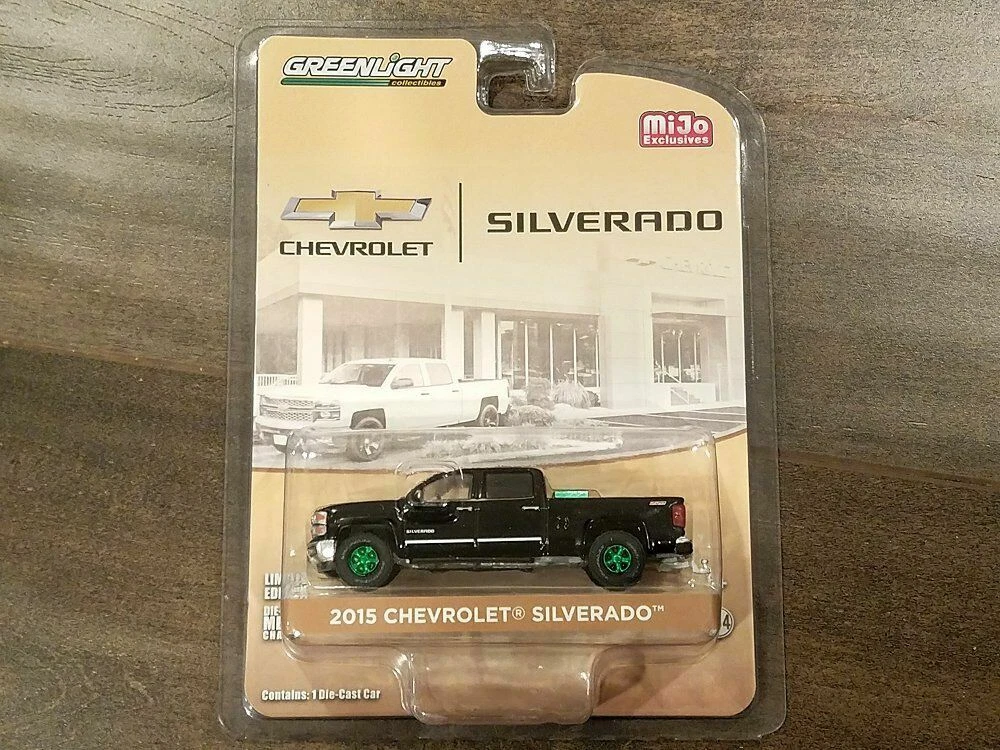 GREENLiGHT
collectibles
MiJo
Exclusives
CHEVROLET
SILVERADO
SILVERADO
2015 CHEVROLET® SILVERADO™
Contains: 1 Die-Cast Car